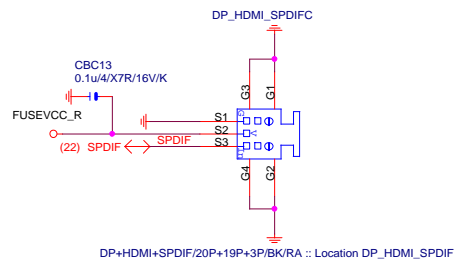 DP_HDMI_SPDIFC
CBC13
0.1u/4/X7R/16V/K
G3
G1
FUSEVCC_R
S1
S2
(22)
SPDIF
SPDIF
S3
G4
G2
DP+HDMI+SPDIF/20P+19P+3P/BK/RA :: Location DP_HDMI_SPDIF